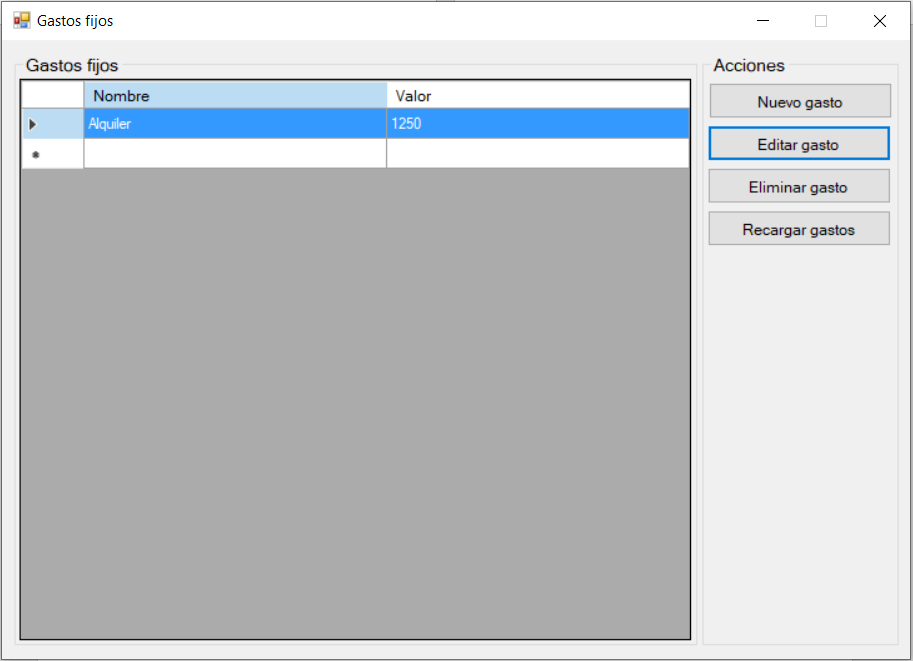 Gastos fijos
Gastos fijos
Nombre Valor
Alquiler 1250
Acciones
Nuevo gasto
Editar gasto
Eliminar gasto
Recargar gastos